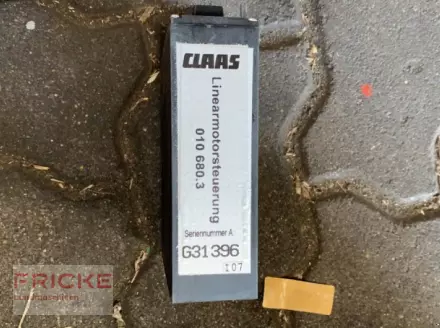 CLAAS
Linearmotorsteuerung
010 680.3
Seriennummer A:
G31396
107
FRICKE